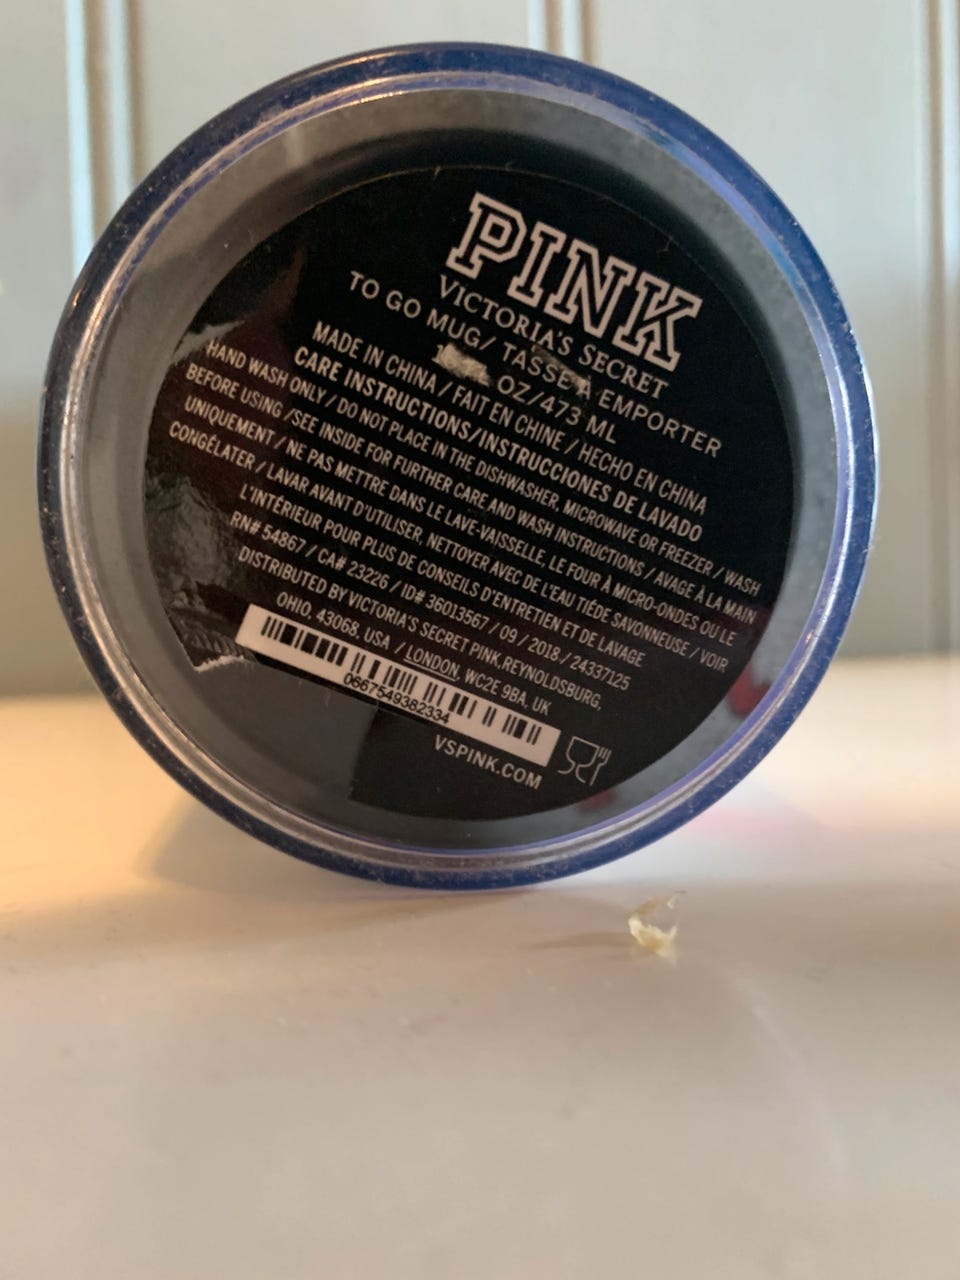 PINK
VICTORIA'S SECRET
TO GO MUG/ TASSE A EMPORTER
OZ/473 ML
MADE IN CHINA / FAIT EN CHINE / HECHO EN CHINA
CARE INSTRUCTIONS/INSTRUCCIONES DE LAVADO
HAND WASH ONLY / DO NOT PLACE IN THE DISHWASHER, MICROWAVE OR FREEZER / WASH
BEFORE USING /SEE INSIDE FOR FURTHER CARE AND WASH INSTRUCTIONS / AVAGE À LA MAIN
UNIQUEMENT / NE PAS METTRE DANS LE LAVE-VAISSELLE, LE FOUR À MICRO-ONDES OU LE
CONGÉLATER / LAVAR AVANT D'UTILISER, NETTOYER AVEC DE L'EAU TIÉDE SAVONNEUSE / VOIR
L'INTÉRIEUR POUR PLUS DE CONSEILS D'ENTRETIEN ET DE LAVAGE
RN# 54867 / CA# 23226 / ID# 36013567 / 09 / 2018 / 24337125
DISTRIBUTED BY VICTORIA'S SECRET PINK, REYNOLDSBURG,
OHIO, 43068, USA / LONDON, WC2E 9BA, UK
0667549382334
VSPINK.COM